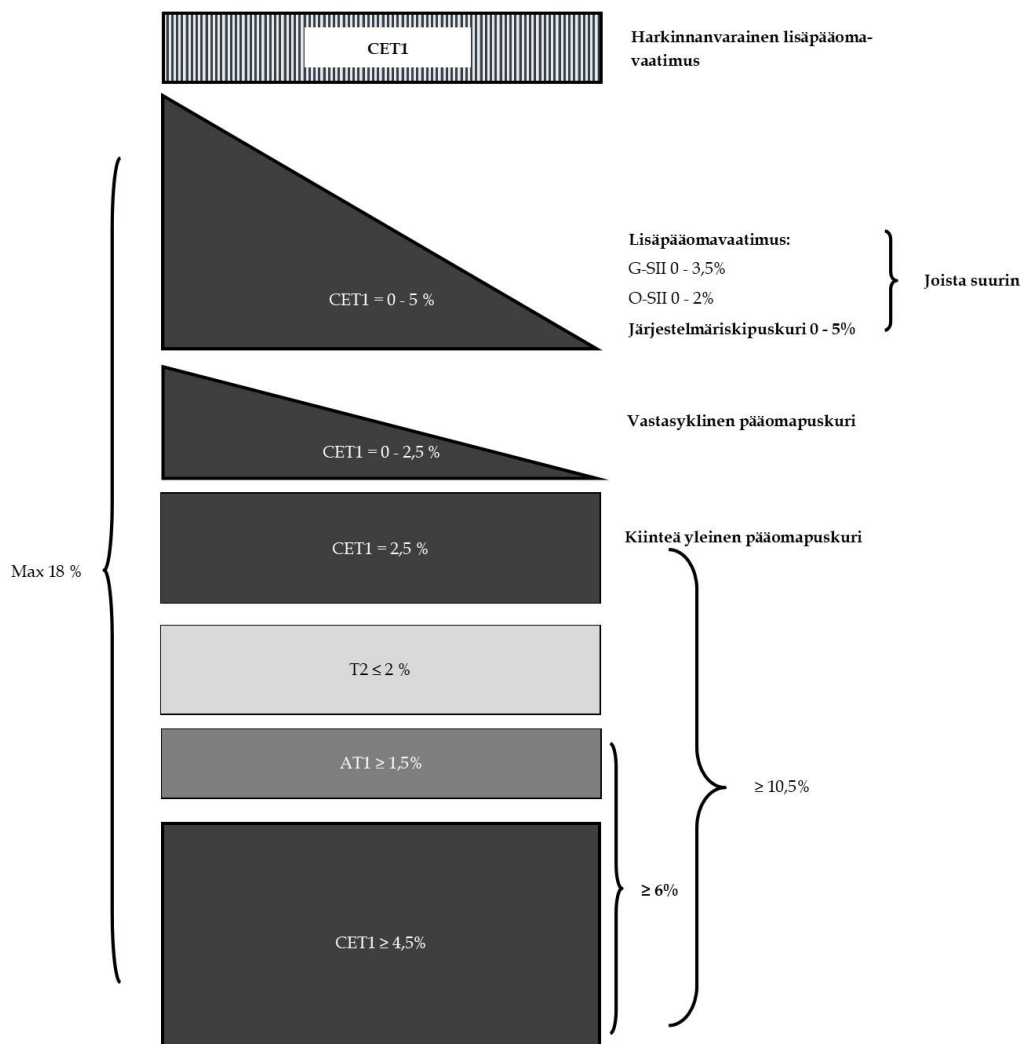 CET1
Harkinnanvarainen lisäpääoma-
vaatimus
Lisäpääomavaatimus:
G-SII 0 - 3,5%
O-SII 0 - 2%
Järjestelmäriskipuskuri 0 - 5%
Joista suurin
CET1 = 0 - 5 %
Vastasyklinen pääomapuskuri
CET1 = 0 - 2,5 %
Kiinteä yleinen pääomapuskuri
CET1 = 2,5 %
Max 18 %
T2 ≤ 2 %
AT1 ≥ 1,5%
≥ 10,5%
≥ 6%
CET1 ≥ 4,5%